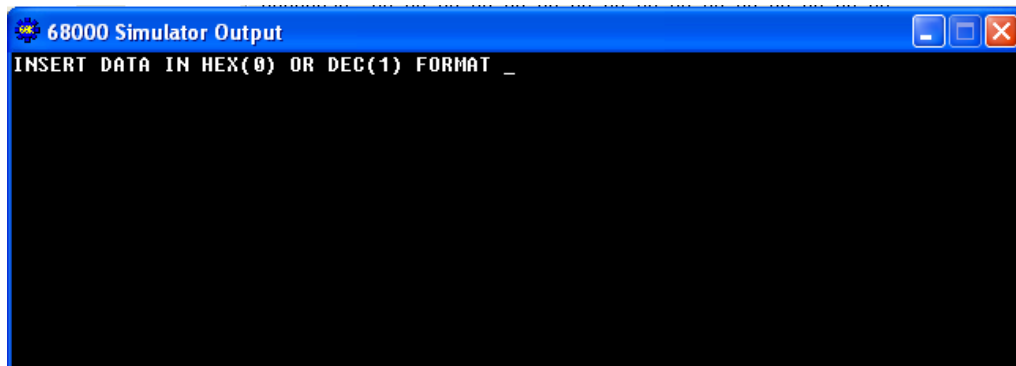 68000 Simulator Output
INSERT DATA IN HEX(0) OR DEC(1) FORMAT _